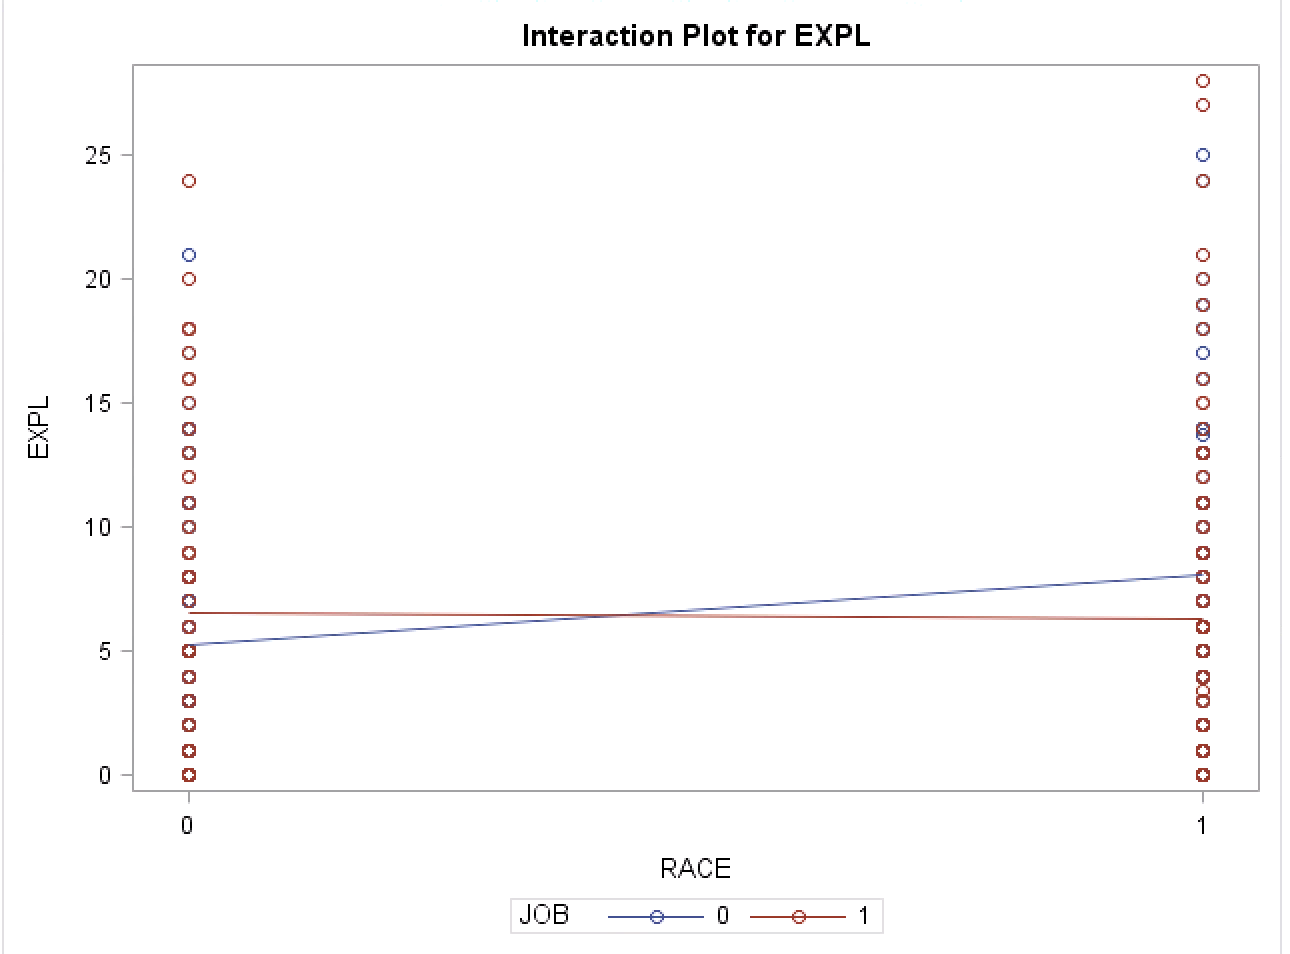 Interaction Plot for EXPL
25
20
15
10
5
0
EXPL
0 1
RACE
JOB 0 1